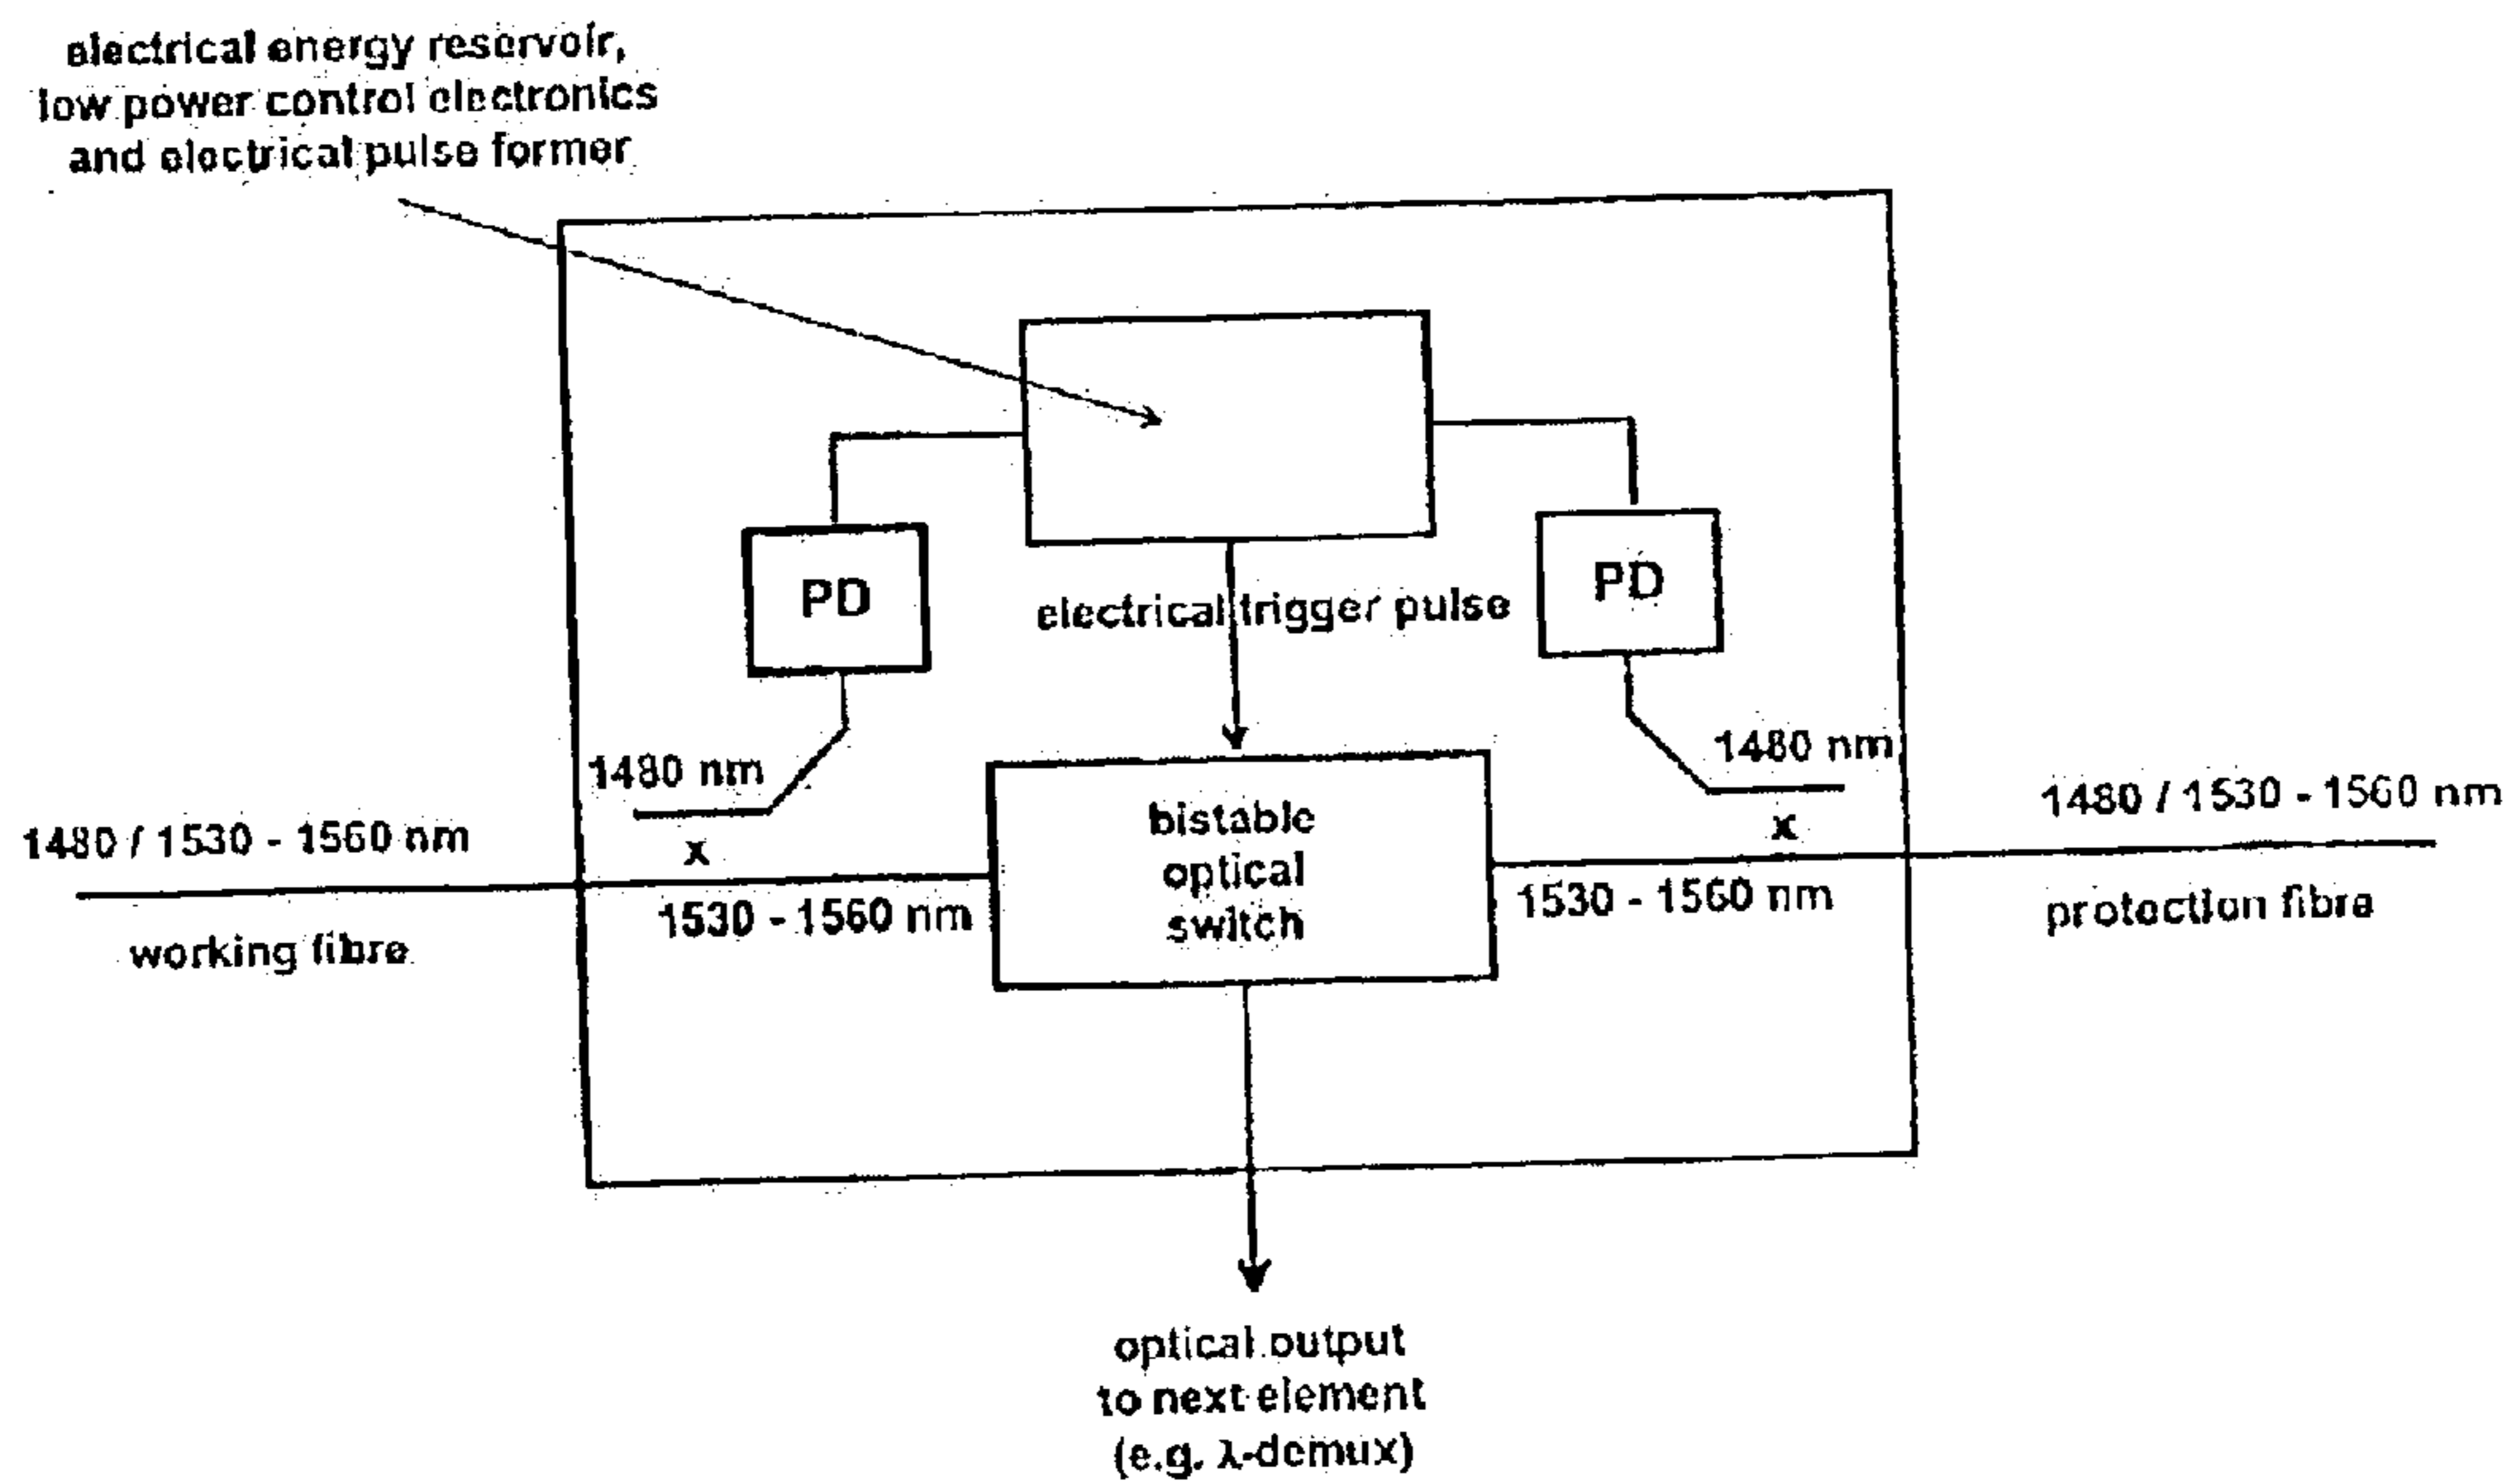 electrical energy reservoir,
low power control electronics
and electrical pulse former
PD
PD
electrical trigger pulse
1480 nm
1480 nm
1480 / 1530 - 1560 nm
1480 / 1530 - 1560 nm
x
x
bistable
optical
switch
1530 - 1560 nm
1530 - 1560 nm
working fibre
protection fibre
optical output
to next element
(e.g. λ-demux)